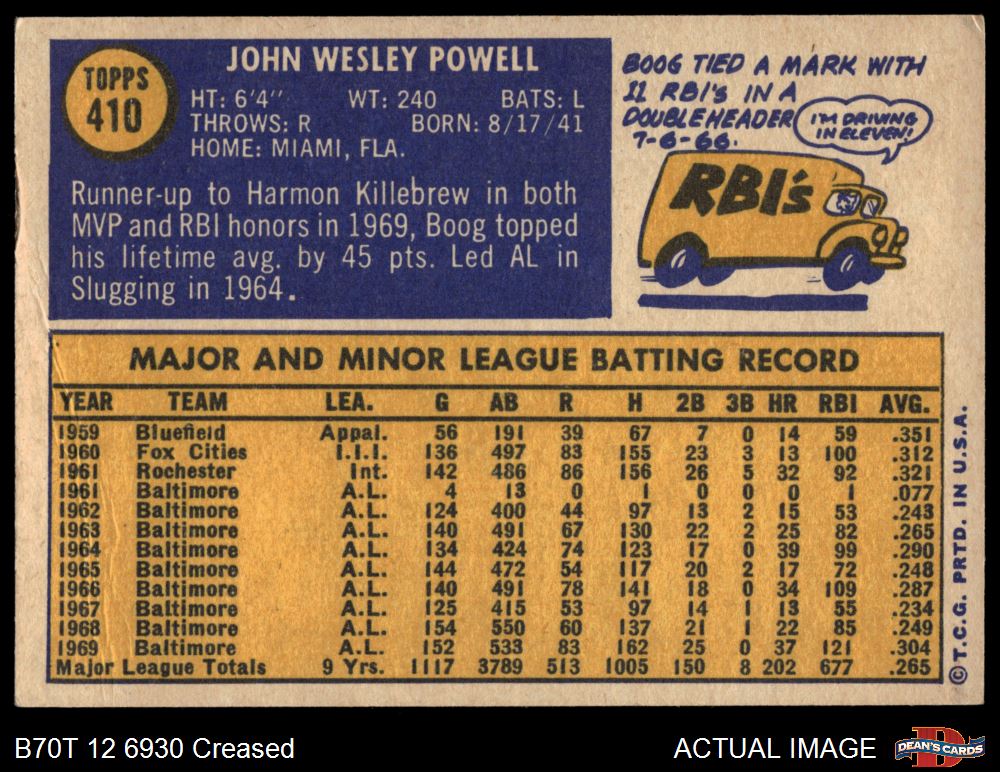 TOPPS
410
JOHN WESLEY POWELL
HT: 6'4" WT: 240 BATS: L
THROWS: R BORN: 8/17/41
HOME: MIAMI, FLA.
Runner-up to Harmon Killebrew in both
MVP and RBI honors in 1969, Boog topped
his lifetime avg. by 45 pts. Led AL in
Slugging in 1964.
BOOG TIED A MARK WITH
11 RBI'S IN A
DOUBLEHEADER
7-6-66.
I'M DRIVING
IN ELEVEN!
RBI's
MAJOR AND MINOR LEAGUE BATTING RECORD
YEAR TEAM LEA. G AB R H 2B 3B HR RBI AVG.
1959 Bluefield Appal. 56 191 39 67 7 0 14 59 .351
1960 Fox Cities I.I.I. 136 497 83 155 23 3 13 100 .312
1961 Rochester Int. 142 486 86 156 26 5 32 92 .321
1961 Baltimore A.L. 4 13 0 1 0 0 0 1 .077
1962 Baltimore A.L. 124 400 44 97 13 2 15 53 .243
1963 Baltimore A.L. 140 491 67 130 22 2 25 82 .265
1964 Baltimore A.L. 134 424 74 123 17 0 39 99 .290
1965 Baltimore A.L. 144 472 54 117 20 2 17 72 .248
1966 Baltimore A.L. 140 491 78 141 18 0 34 109 .287
1967 Baltimore A.L. 125 415 53 97 14 1 13 55 .234
1968 Baltimore A.L. 154 550 60 137 21 1 22 85 .249
1969 Baltimore A.L. 152 533 83 162 25 0 37 121 .304
Major League Totals 9 Yrs. 1117 3789 513 1005 150 8 202 677 .265
© T.C.G. PRTD. IN U.S.A.
B70T 12 6930 Creased
ACTUAL IMAGE
DEAN'S CARDS